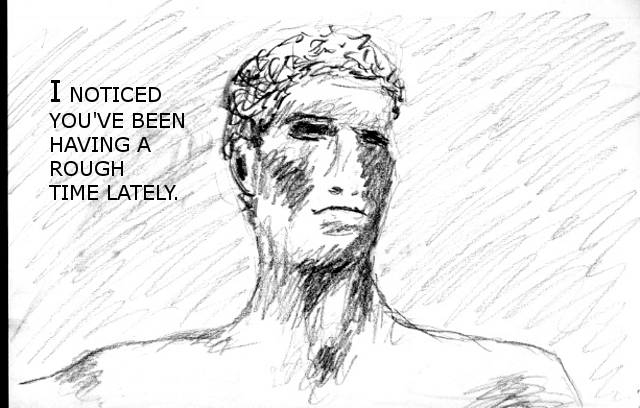 I NOTICED
YOU'VE BEEN
HAVING A
ROUGH
TIME LATELY.